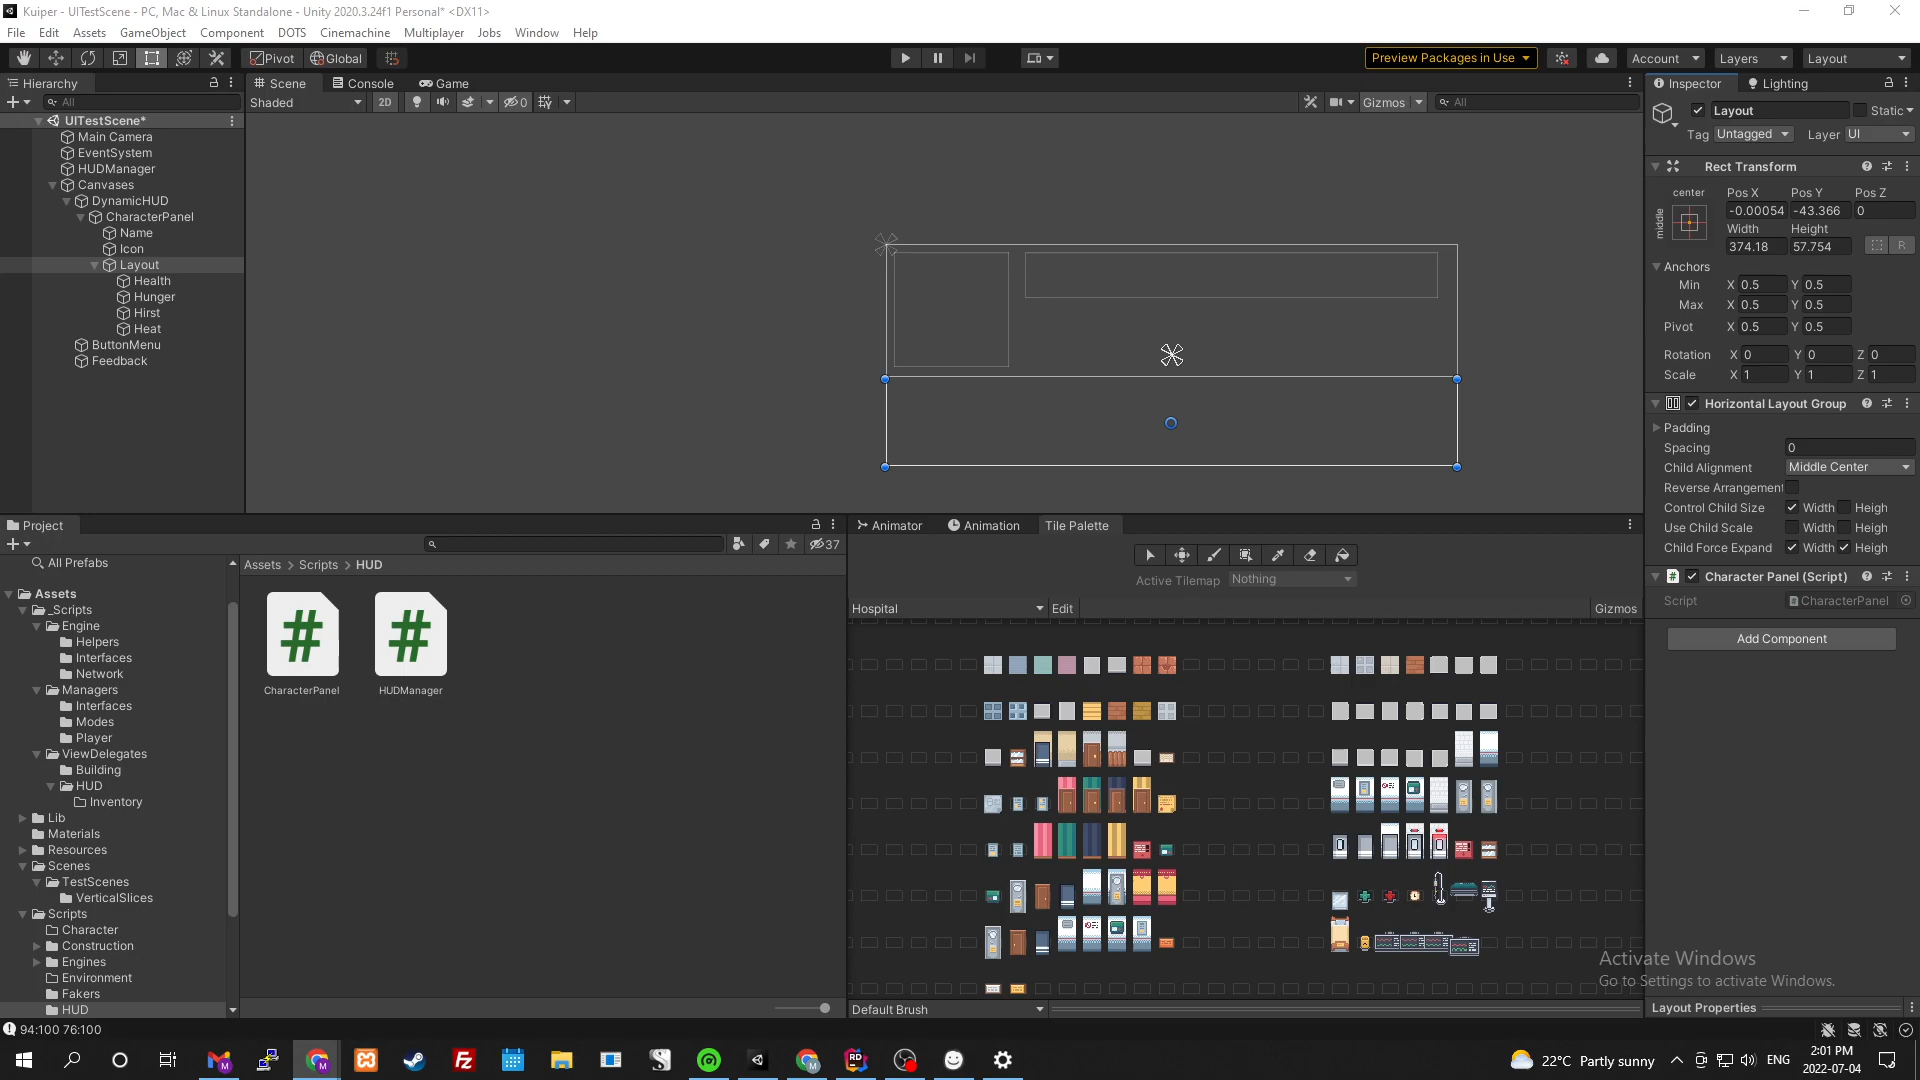 Kuiper - UITestScene - PC, Mac & Linux Standalone - Unity 2020.3.24f1 Personal* <DX11>
File Edit Assets GameObject Component DOTS Cinemachine Multiplayer Jobs Window Help
Pivot Global Preview Packages in Use Account Layers Layout
Hierarchy
All
UITestScene*
Main Camera
EventSystem
HUDManager
Canvases
DynamicHUD
CharacterPanel
Name
Icon
Layout
Health
Hunger
Hirst
Heat
ButtonMenu
Feedback
Scene Console Game
Shaded 2D 0 Gizmos All
Inspector Lighting
Layout Static
Tag Untagged Layer UI
Rect Transform
center Pos X Pos Y Pos Z
middle -0.00054 -43.366 0
Width Height
374.18 57.754 R
Anchors
Min X 0.5 Y 0.5
Max X 0.5 Y 0.5
Pivot X 0.5 Y 0.5
Rotation X 0 Y 0 Z 0
Scale X 1 Y 1 Z 1
Horizontal Layout Group
Padding
Spacing 0
Child Alignment Middle Center
Reverse Arrangement
Control Child Size Width Heigh
Use Child Scale Width Heigh
Child Force Expand Width Heigh
# Character Panel (Script)
Script CharacterPanel
Add Component
Layout Properties
Project
37
All Prefabs
Assets
_Scripts
Engine
Helpers
Interfaces
Network
Managers
Interfaces
Modes
Player
ViewDelegates
Building
HUD
Inventory
Lib
Materials
Resources
Scenes
TestScenes
VerticalSlices
Scripts
Character
Construction
Engines
Environment
Fakers
HUD
Assets > Scripts > HUD
# #
CharacterPanel HUDManager
Animator Animation Tile Palette
Active Tilemap Nothing
Hospital Edit Gizmos
Default Brush
Activate Windows
Go to Settings to activate Windows.
94:100 76:100
22°C Partly sunny ENG
2:01 PM
2022-07-04